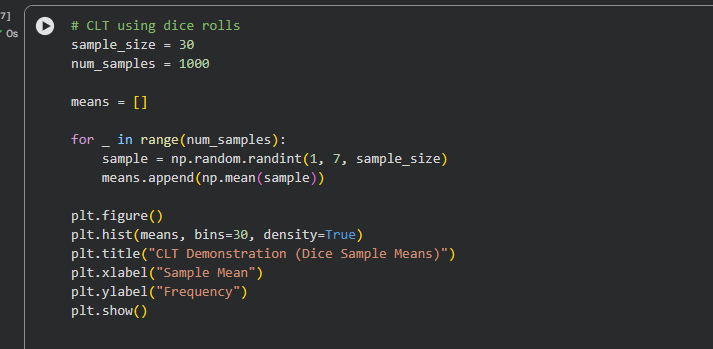 7]
0s
# CLT using dice rolls
sample_size = 30
num_samples = 1000
means = []
for _ in range(num_samples):
    sample = np.random.randint(1, 7, sample_size)
    means.append(np.mean(sample))
plt.figure()
plt.hist(means, bins=30, density=True)
plt.title("CLT Demonstration (Dice Sample Means)")
plt.xlabel("Sample Mean")
plt.ylabel("Frequency")
plt.show()